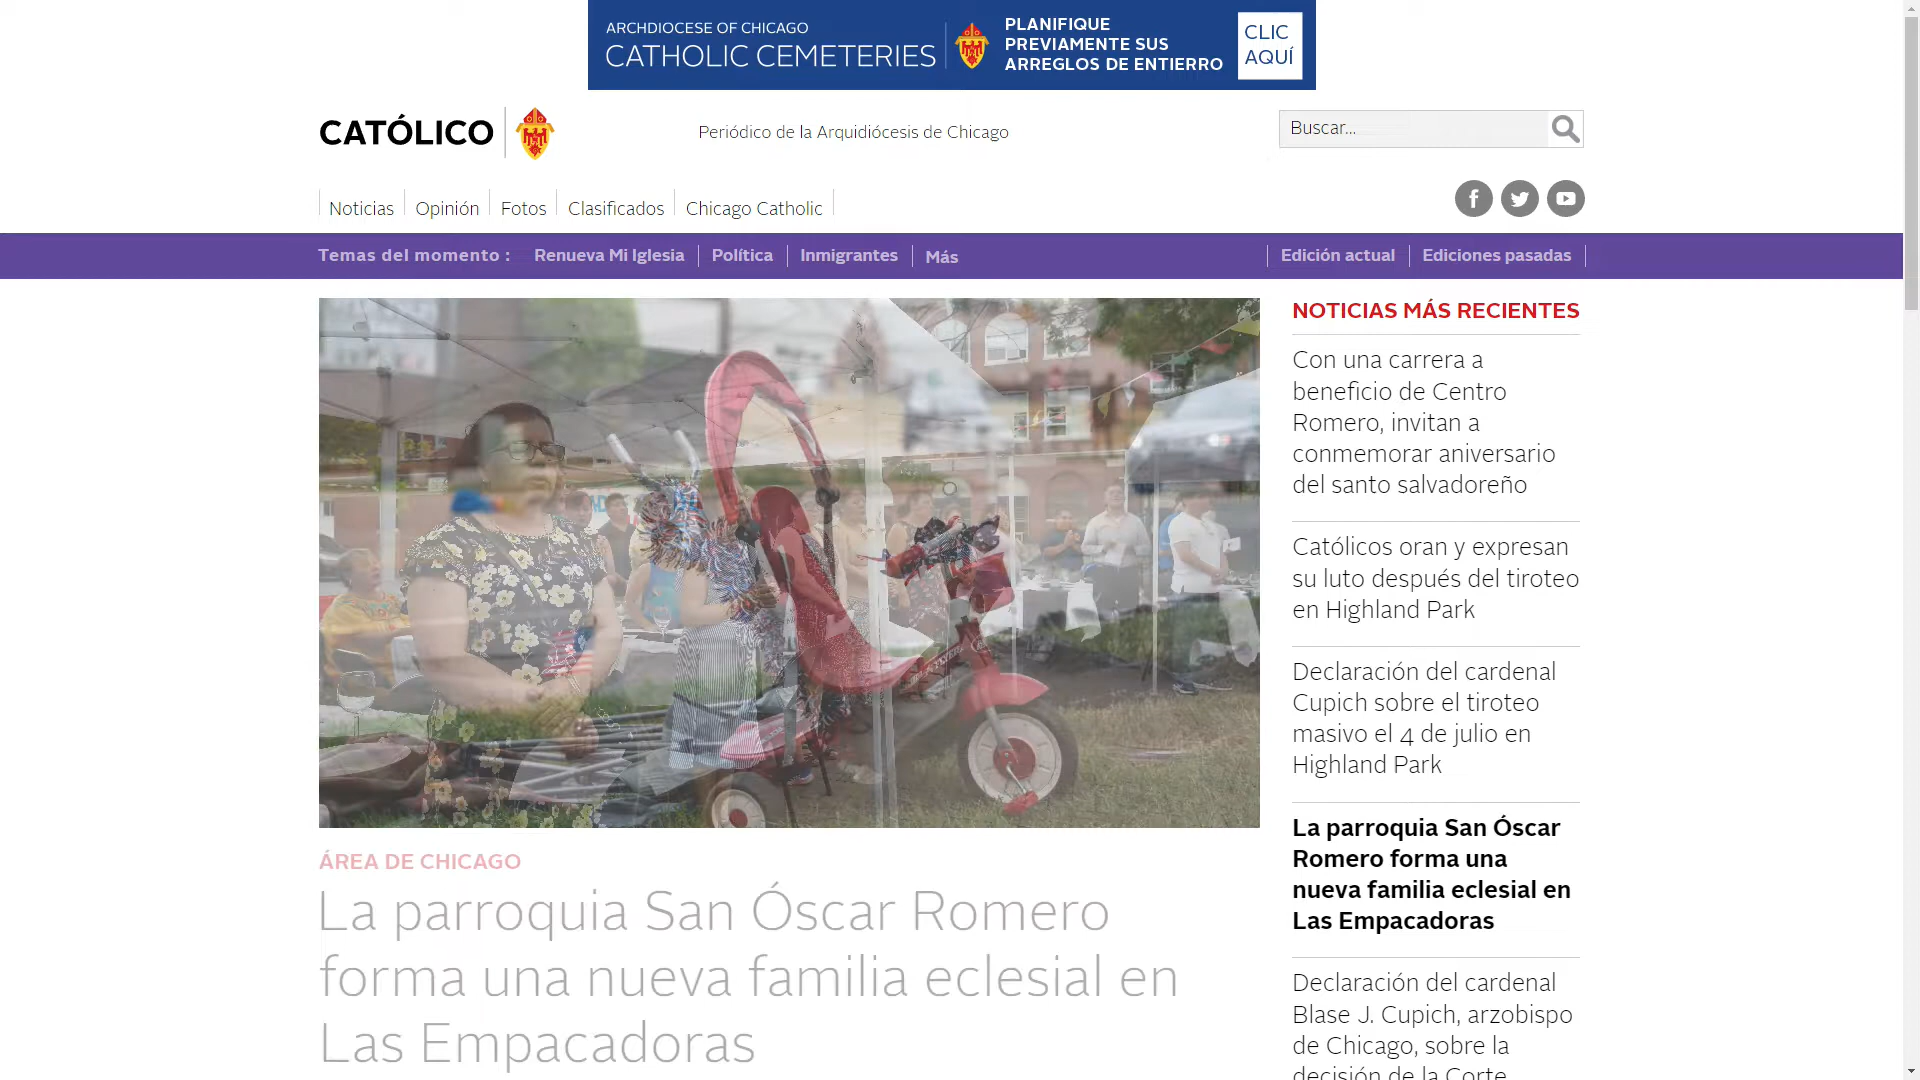 ARCHDIOCESE OF CHICAGO
CATHOLIC CEMETERIES
PLANIFIQUE
PREVIAMENTE SUS
ARREGLOS DE ENTIERRO
CLIC
AQUÍ
CATÓLICO
Periódico de la Arquidiócesis de Chicago
Buscar...
Noticias
Opinión
Fotos
Clasificados
Chicago Catholic
Temas del momento :
Renueva Mi Iglesia
Política
Inmigrantes
Más
Edición actual
Ediciones pasadas
ÁREA DE CHICAGO
La parroquia San Óscar Romero
forma una nueva familia eclesial en
Las Empacadoras
NOTICIAS MÁS RECIENTES
Con una carrera a
beneficio de Centro
Romero, invitan a
conmemorar aniversario
del santo salvadoreño
Católicos oran y expresan
su luto después del tiroteo
en Highland Park
Declaración del cardenal
Cupich sobre el tiroteo
masivo el 4 de julio en
Highland Park
La parroquia San Óscar
Romero forma una
nueva familia eclesial en
Las Empacadoras
Declaración del cardenal
Blase J. Cupich, arzobispo
de Chicago, sobre la
decisión de la Corte